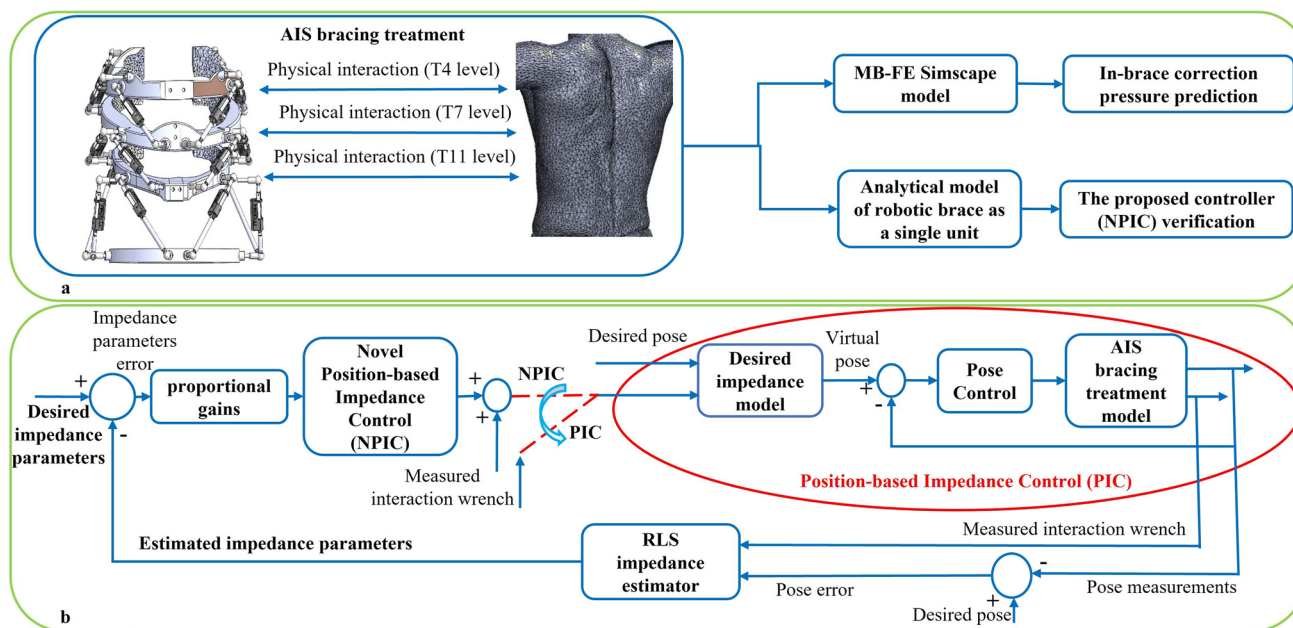 AIS bracing treatment
Physical interaction (T4 level)
Physical interaction (T7 level)
Physical interaction (T11 level)
MB-FE Simscape
model
In-brace correction
pressure prediction
Analytical model
of robotic brace as
a single unit
The proposed controller
(NPIC) verification
a
Impedance
parameters
error
+
-
Desired
impedance
parameters
proportional
gains
Novel
Position-based
Impedance
Control
(NPIC)
+
+
NPIC
PIC
Measured
interaction wrench
Desired pose
Desired
impedance
model
Virtual
pose
+
-
Pose
Control
AIS
bracing
treatment
model
Position-based Impedance Control (PIC)
Measured interaction wrench
Estimated impedance parameters
RLS
impedance
estimator
Pose error
-
+
Pose measurements
Desired pose
b